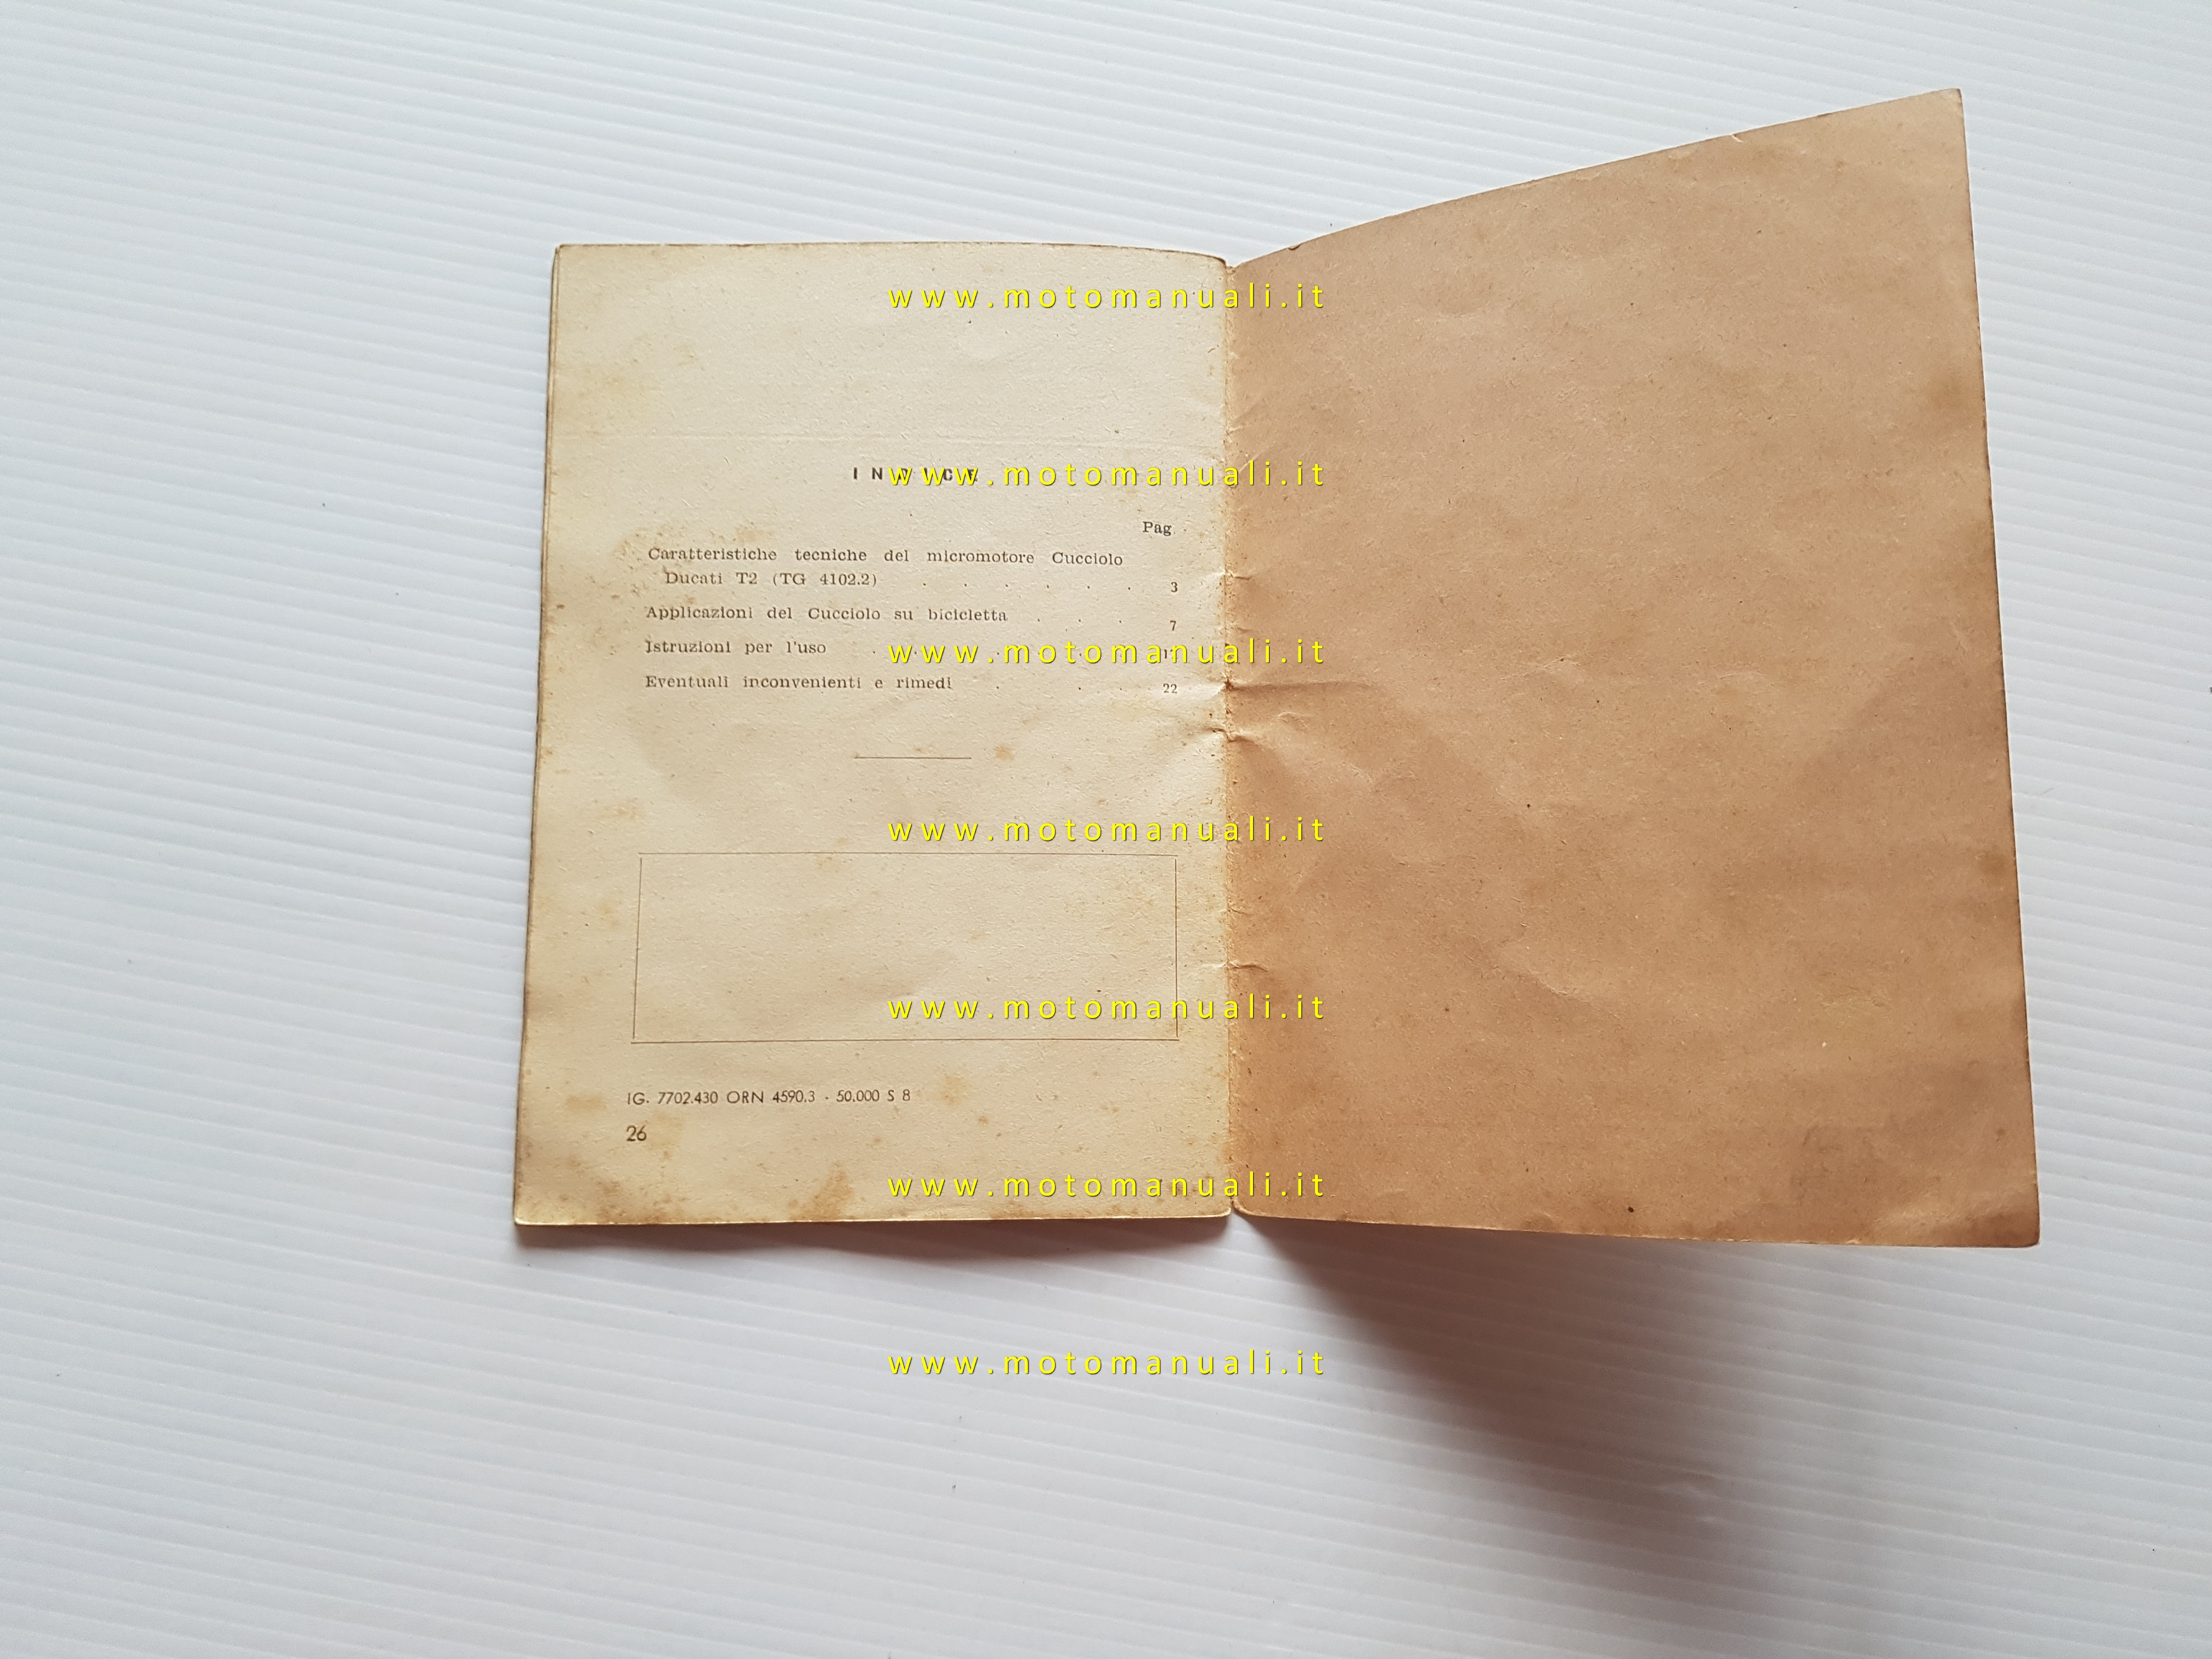 www.motomanuali.it
INDICE
www.motomanuali.it
Pag.
Caratteristiche tecniche del micromotore Cucciolo
Ducati T2 (TG 4102.2) . . . . . . 3
Applicazioni del Cucciolo su bicicletta . . . 7
Istruzioni per l'uso
www.motomanuali.it
Eventuali inconvenienti e rimedi . . . 22
www.motomanuali.it
www.motomanuali.it
IG. 7702.430 ORN 4590.3 - 50.000 S 8
26
www.motomanuali.it
www.motomanuali.it